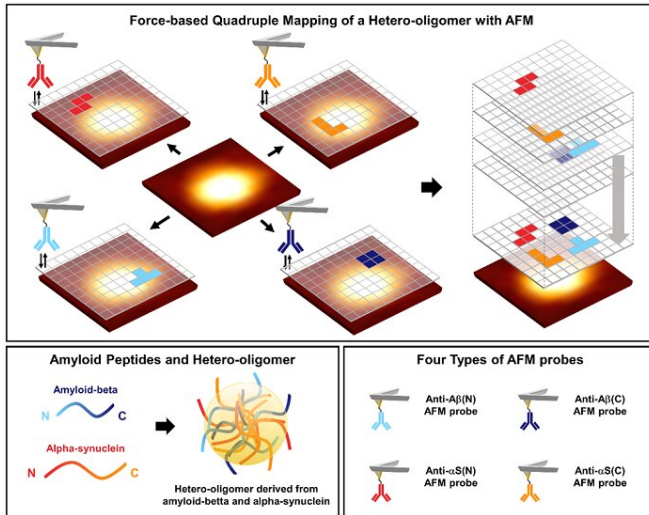 Force-based Quadruple Mapping of a Hetero-oligomer with AFM
Amyloid Peptides and Hetero-oligomer
Amyloid-beta
N
C
Alpha-synuclein
N
C
Hetero-oligomer derived from
amyloid-betta and alpha-synuclein
Four Types of AFM probes
Anti-Aβ(N)
AFM probe
Anti-Aβ(C)
AFM probe
Anti-αS(N)
AFM probe
Anti-αS(C)
AFM probe